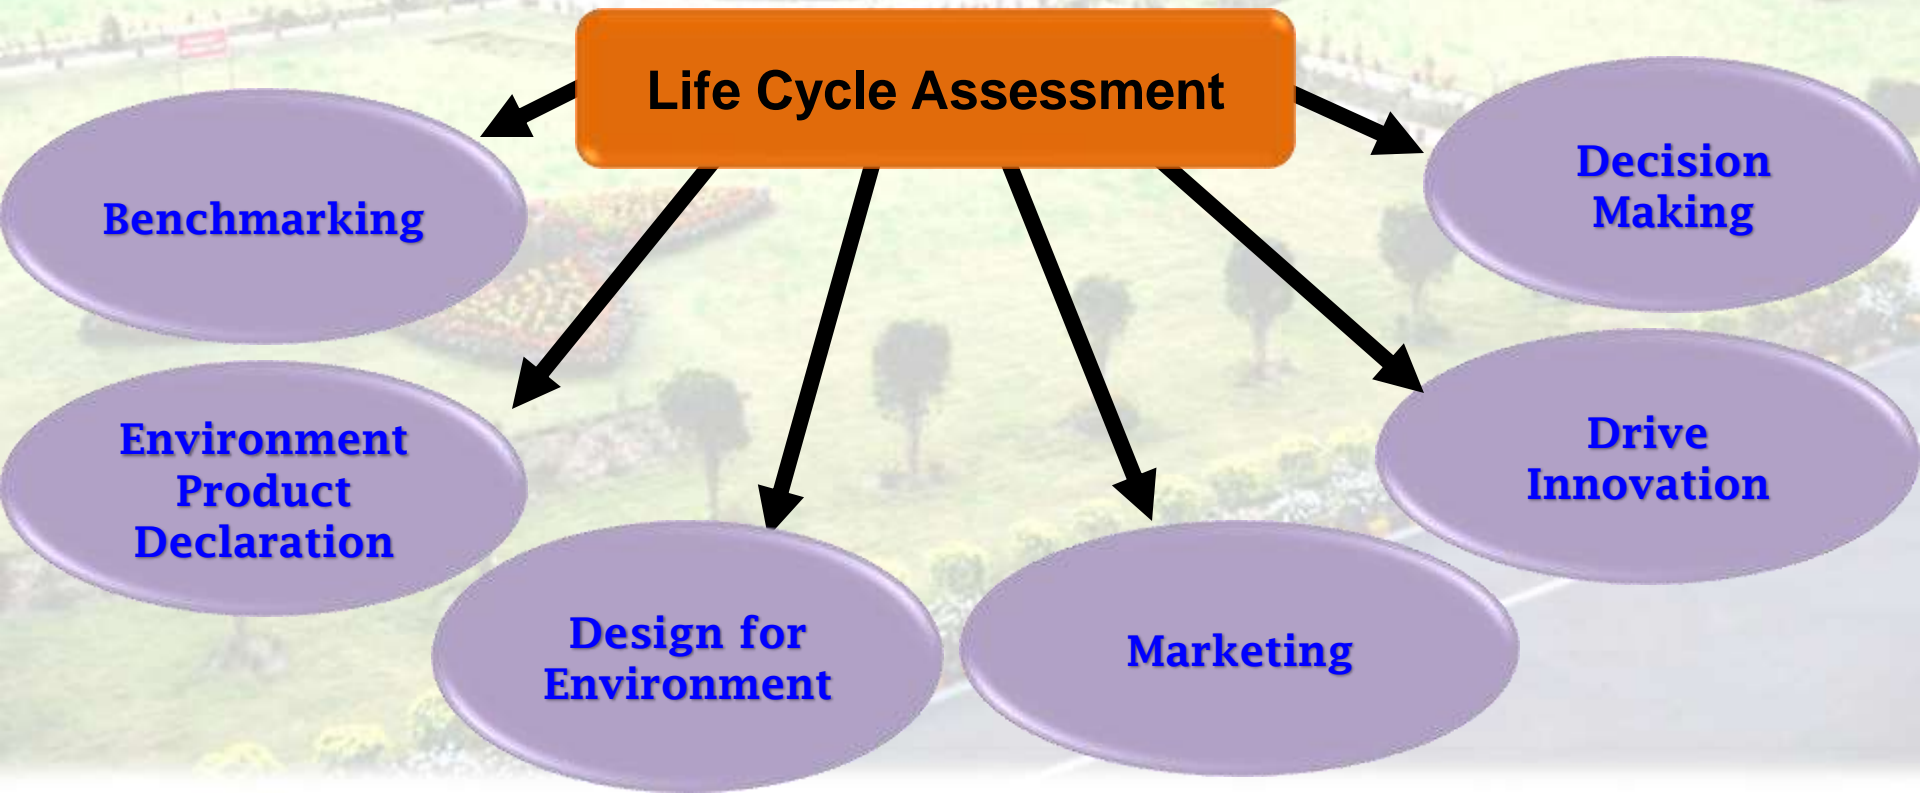 Life Cycle Assessment
Benchmarking
Environment
Product
Declaration
Design for
Environment
Marketing
Drive
Innovation
Decision
Making